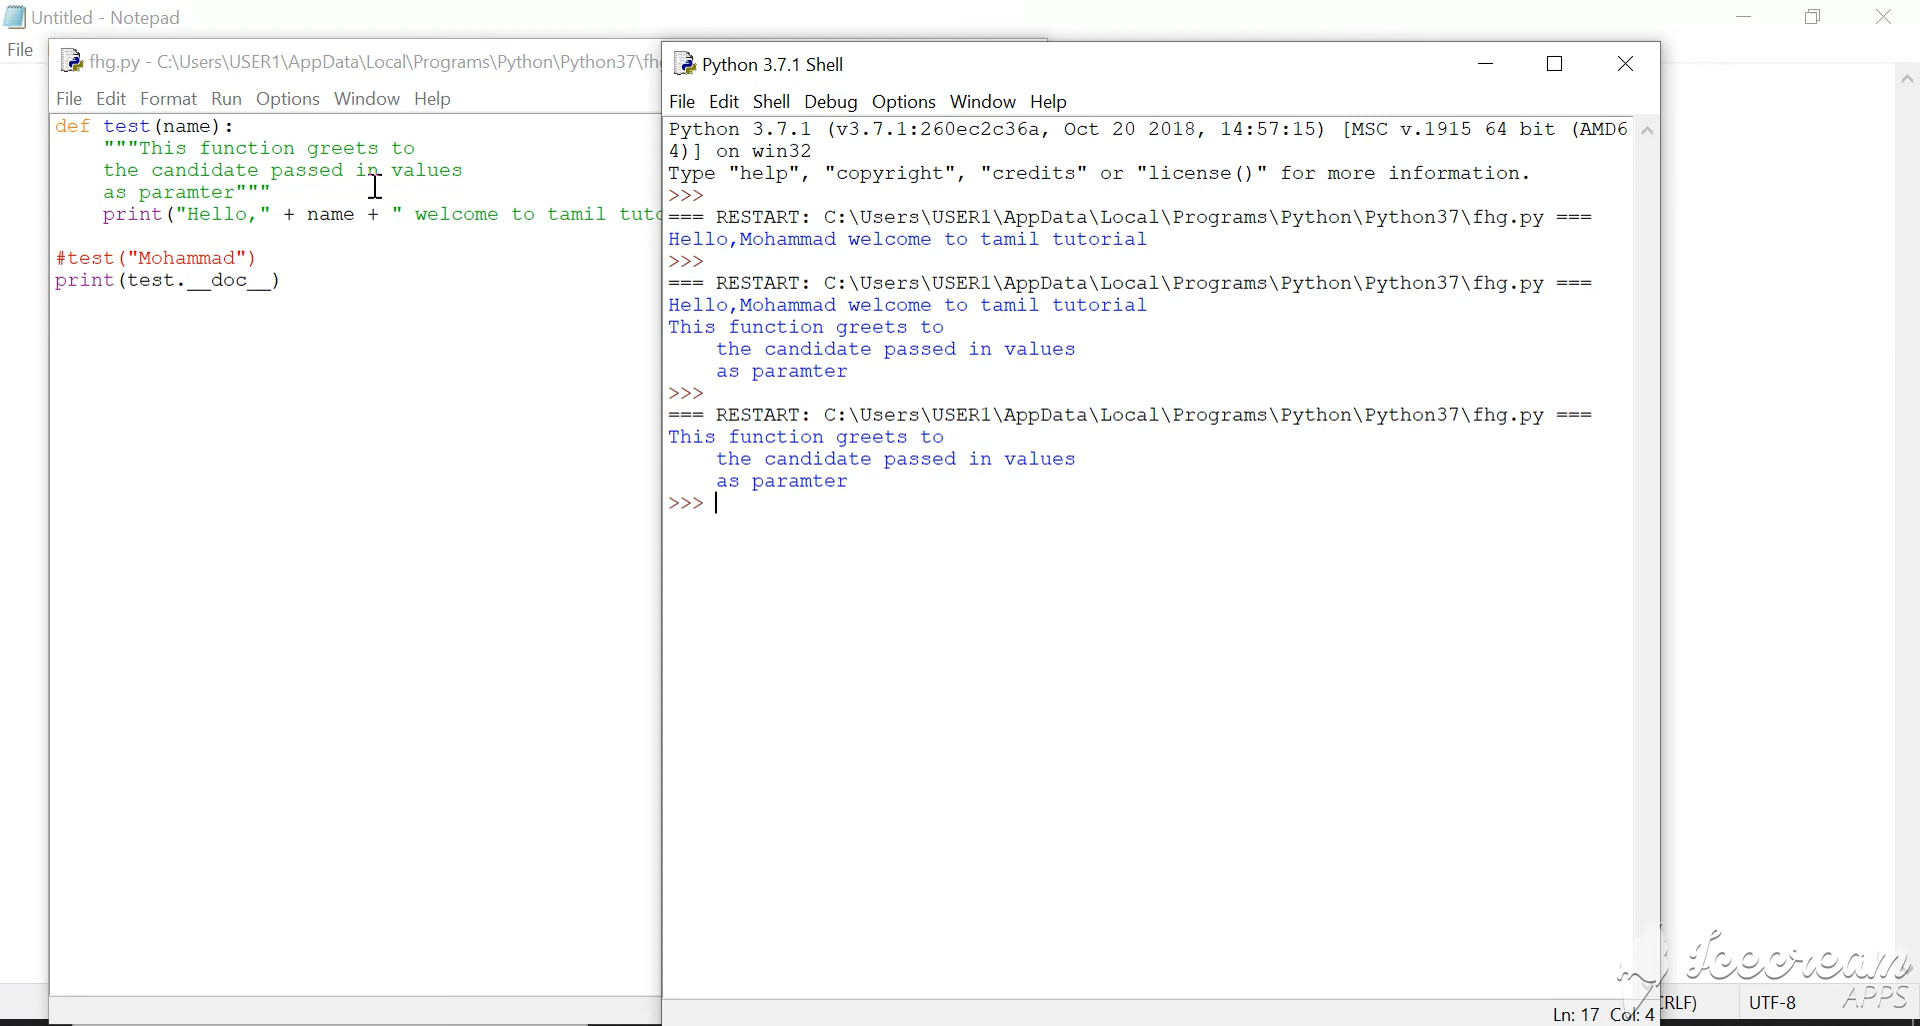 Untitled - Notepad
File
fhg.py - C:\Users\USER1\AppData\Local\Programs\Python\Python37\fh
File Edit Format Run Options Window Help
def test(name):
    """This function greets to
    the candidate passed in values
    as paramter"""
    print("Hello," + name + " welcome to tamil tuto
#test("Mohammad")
print(test.__doc__)
Python 3.7.1 Shell
File Edit Shell Debug Options Window Help
Python 3.7.1 (v3.7.1:260ec2c36a, Oct 20 2018, 14:57:15) [MSC v.1915 64 bit (AMD6
4)] on win32
Type "help", "copyright", "credits" or "license()" for more information.
>>>
=== RESTART: C:\Users\USER1\AppData\Local\Programs\Python\Python37\fhg.py ===
Hello,Mohammad welcome to tamil tutorial
>>>
=== RESTART: C:\Users\USER1\AppData\Local\Programs\Python\Python37\fhg.py ===
Hello,Mohammad welcome to tamil tutorial
This function greets to
    the candidate passed in values
    as paramter
>>>
=== RESTART: C:\Users\USER1\AppData\Local\Programs\Python\Python37\fhg.py ===
This function greets to
    the candidate passed in values
    as paramter
>>>
Ln: 17 Col: 4
CRLF) UTF-8
Icecream
APPS